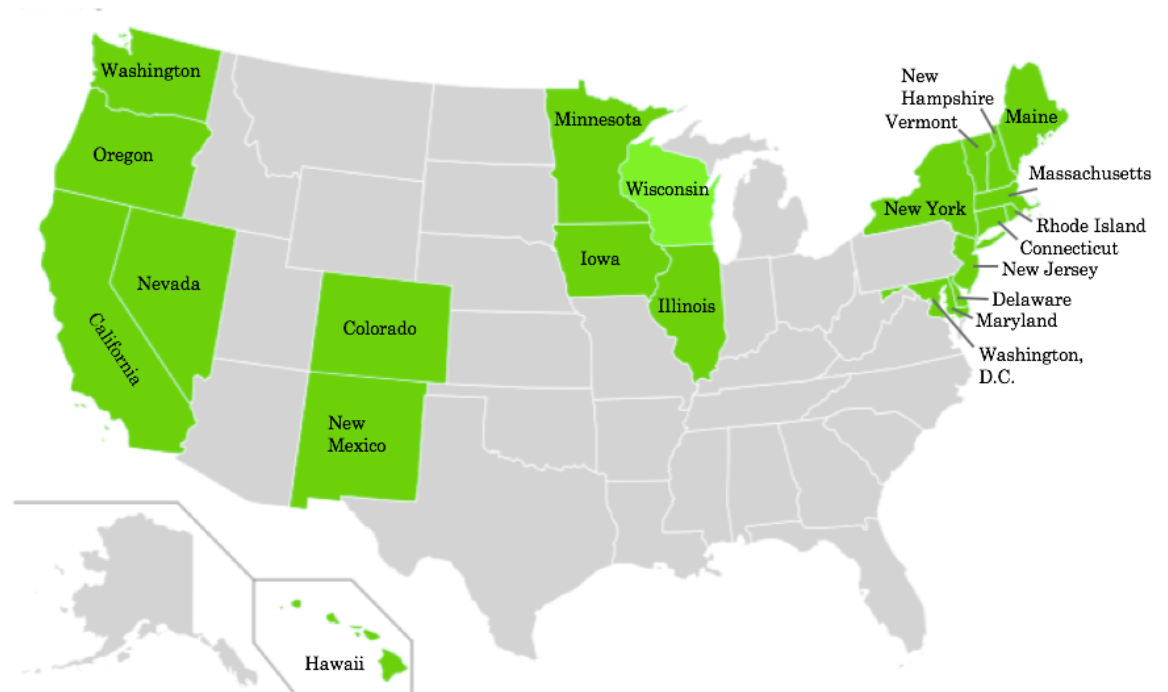 Washington
Oregon
California
Nevada
Colorado
New
Mexico
Minnesota
Wisconsin
Iowa
Illinois
New
Hampshire
Vermont
Maine
Massachusetts
New York
Rhode Island
Connecticut
New Jersey
Delaware
Maryland
Washington,
D.C.
Hawaii